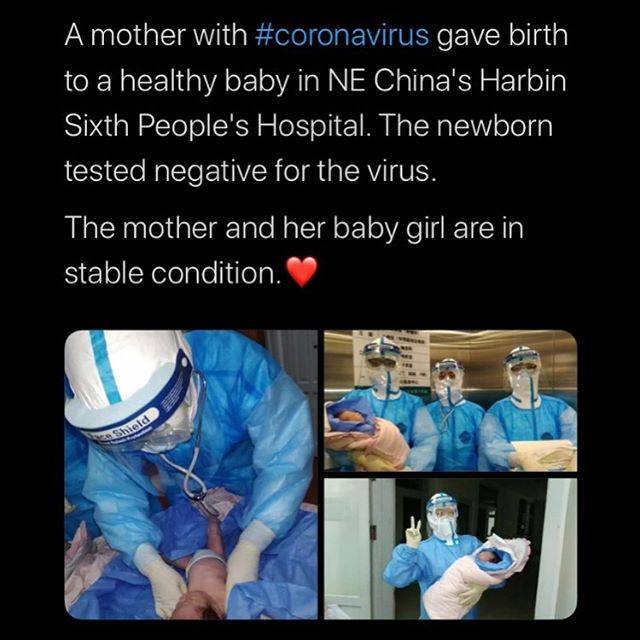 A mother with #coronavirus gave birth
to a healthy baby in NE China's Harbin
Sixth People's Hospital. The newborn
tested negative for the virus.
The mother and her baby girl are in
stable condition.❤️
Face Shield